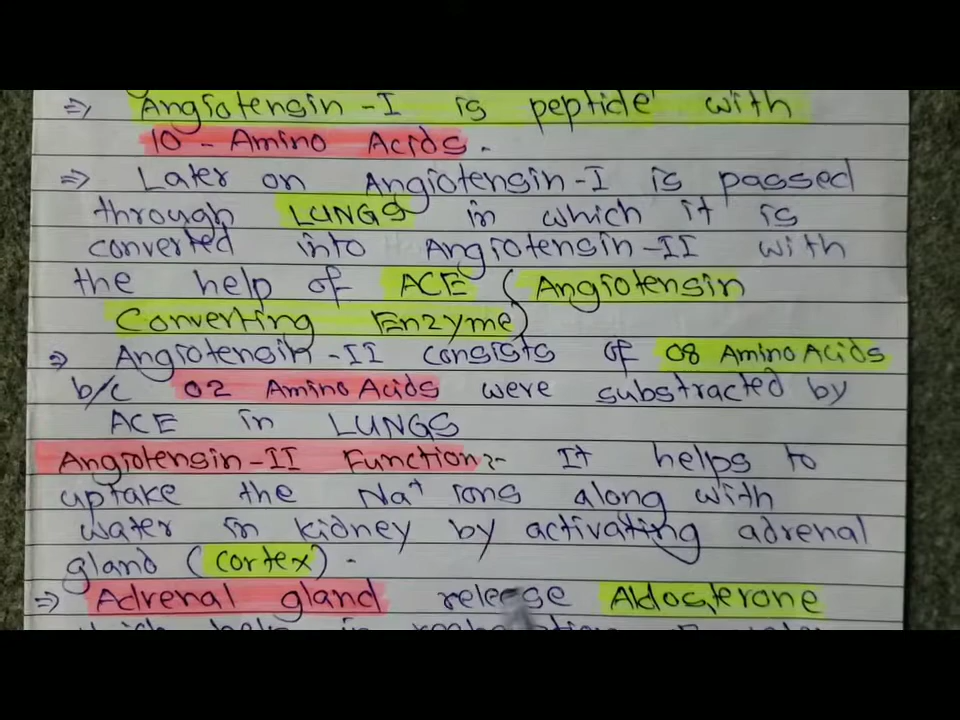 => Angiotensin -I is peptide with
10 - Amino Acids.
=> Later on Angiotensin-I is passed
through LUNGS in which it is
converted into Angiotensin-II with
the help of ACE (Angiotensin
Converting Enzyme)
=> Angiotensin -II consists of 08 Amino Acids
b/c 02 Amino Acids were substracted by
ACE in LUNGS
Angiotensin-II Function:- It helps to
uptake the Na+ ions along with
water in kidney by activating adrenal
gland (cortex).
=> Adrenal gland release Aldosterone